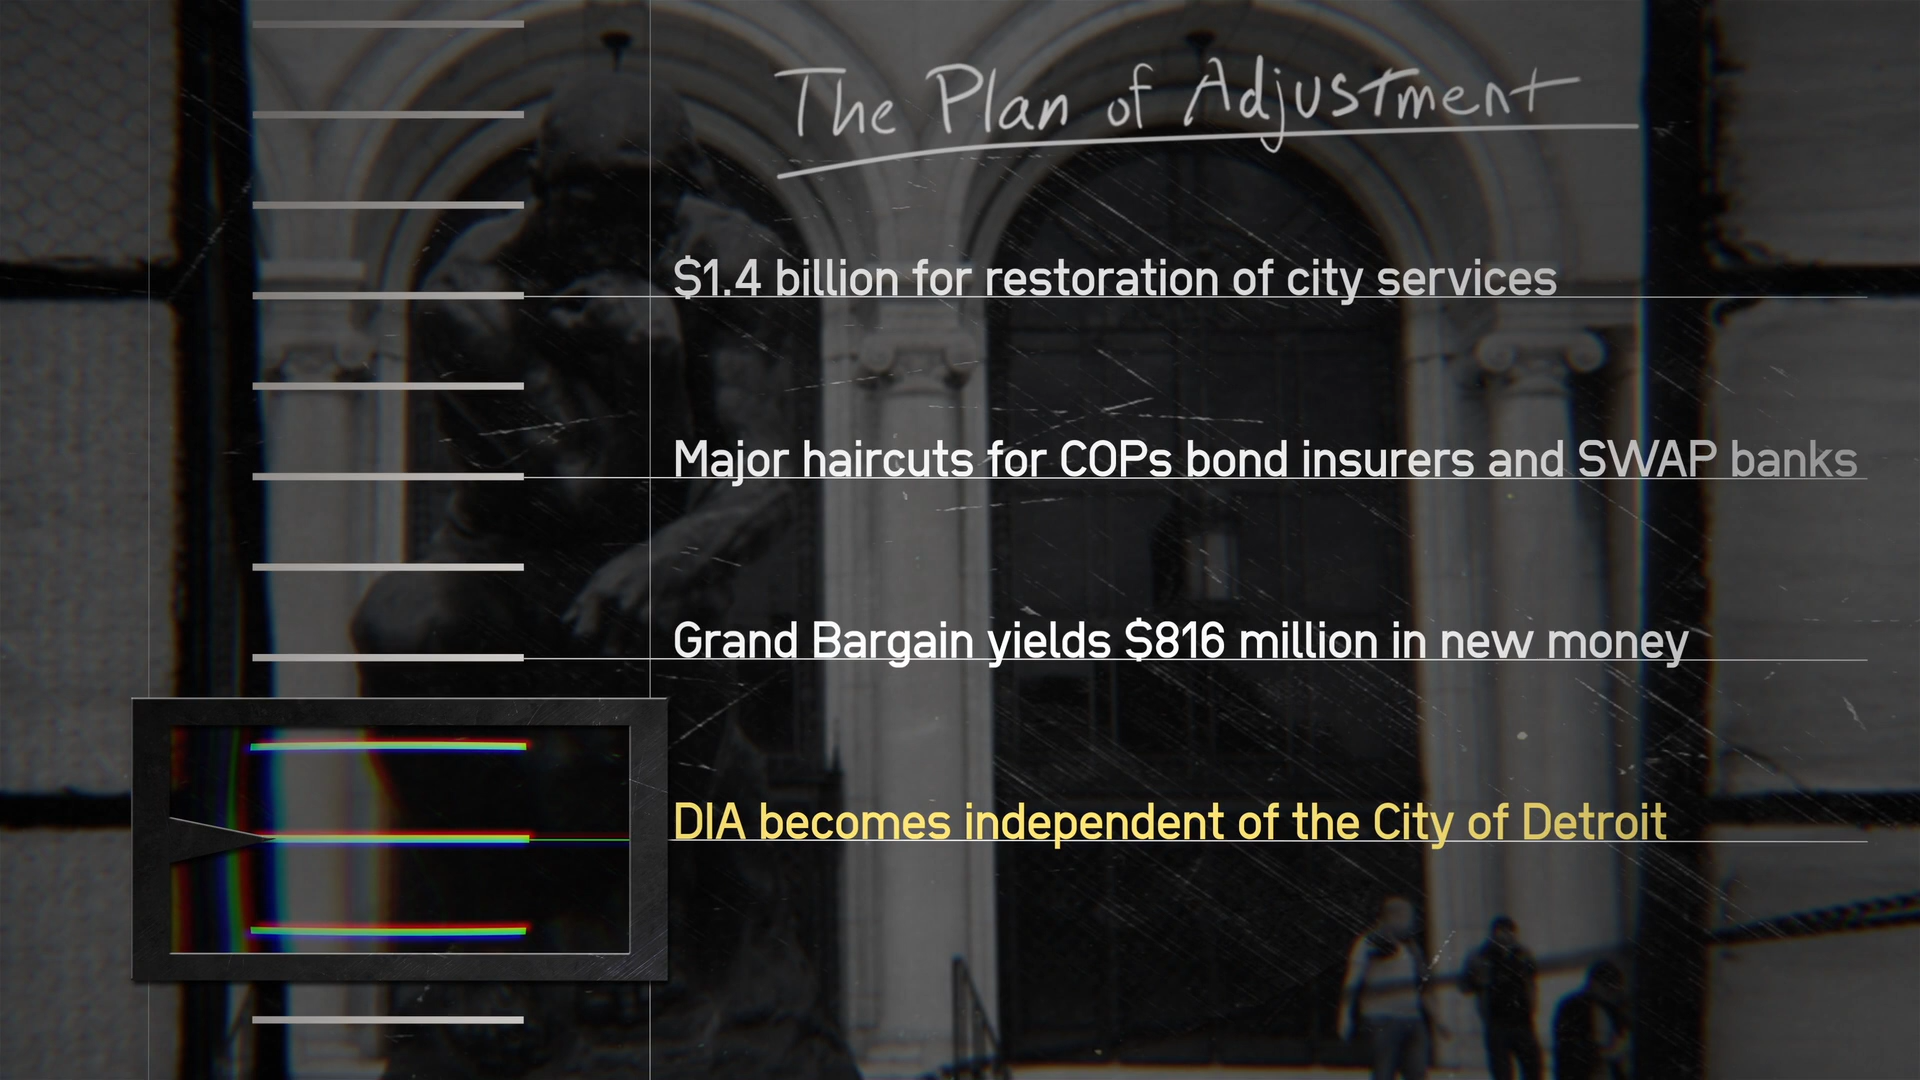 The Plan of Adjustment
$1.4 billion for restoration of city services
Major haircuts for COPs bond insurers and SWAP banks
Grand Bargain yields $816 million in new money
DIA becomes independent of the City of Detroit